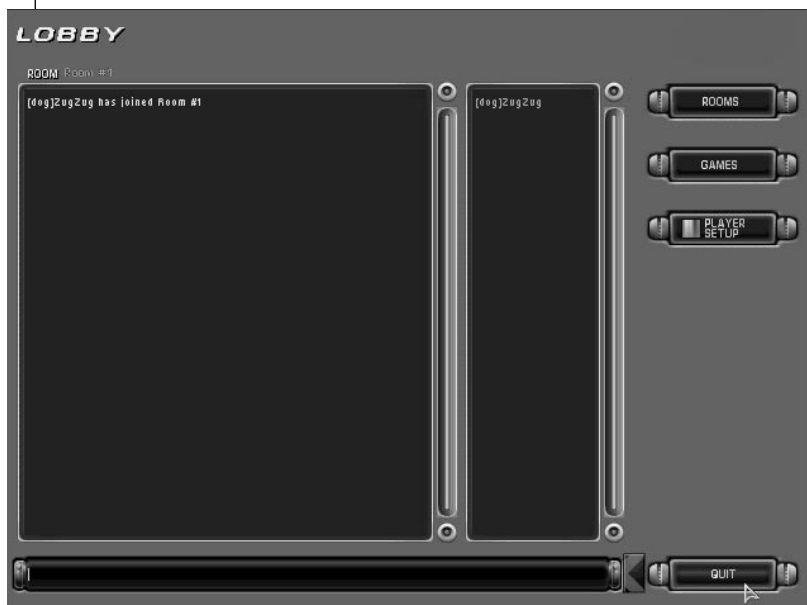 LOBBY
ROOM Room #1
[dog]ZugZug has joined Room #1
[dog]ZugZug
ROOMS
GAMES
PLAYER
SETUP
QUIT